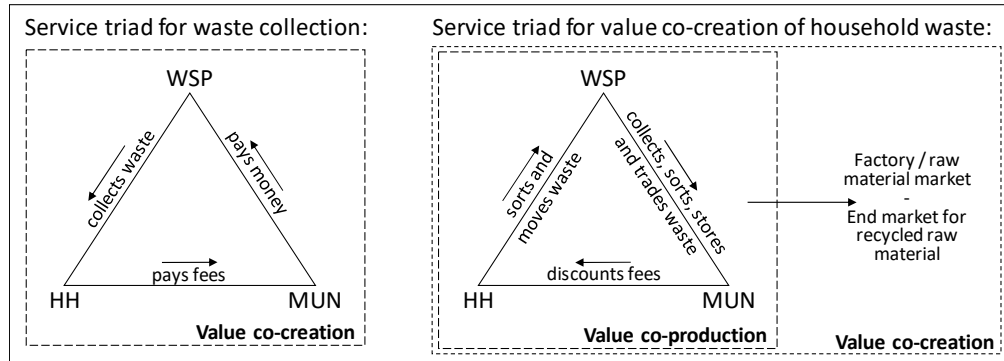 Service triad for waste collection:
WSP
collects waste
pays money
pays fees
HH
MUN
Value co-creation
Service triad for value co-creation of household waste:
WSP
sorts and
moves waste
collects, sorts, stores
and trades waste
discounts fees
HH
MUN
Value co-production
Factory / raw
material market
-
End market for
recycled raw
material
Value co-creation